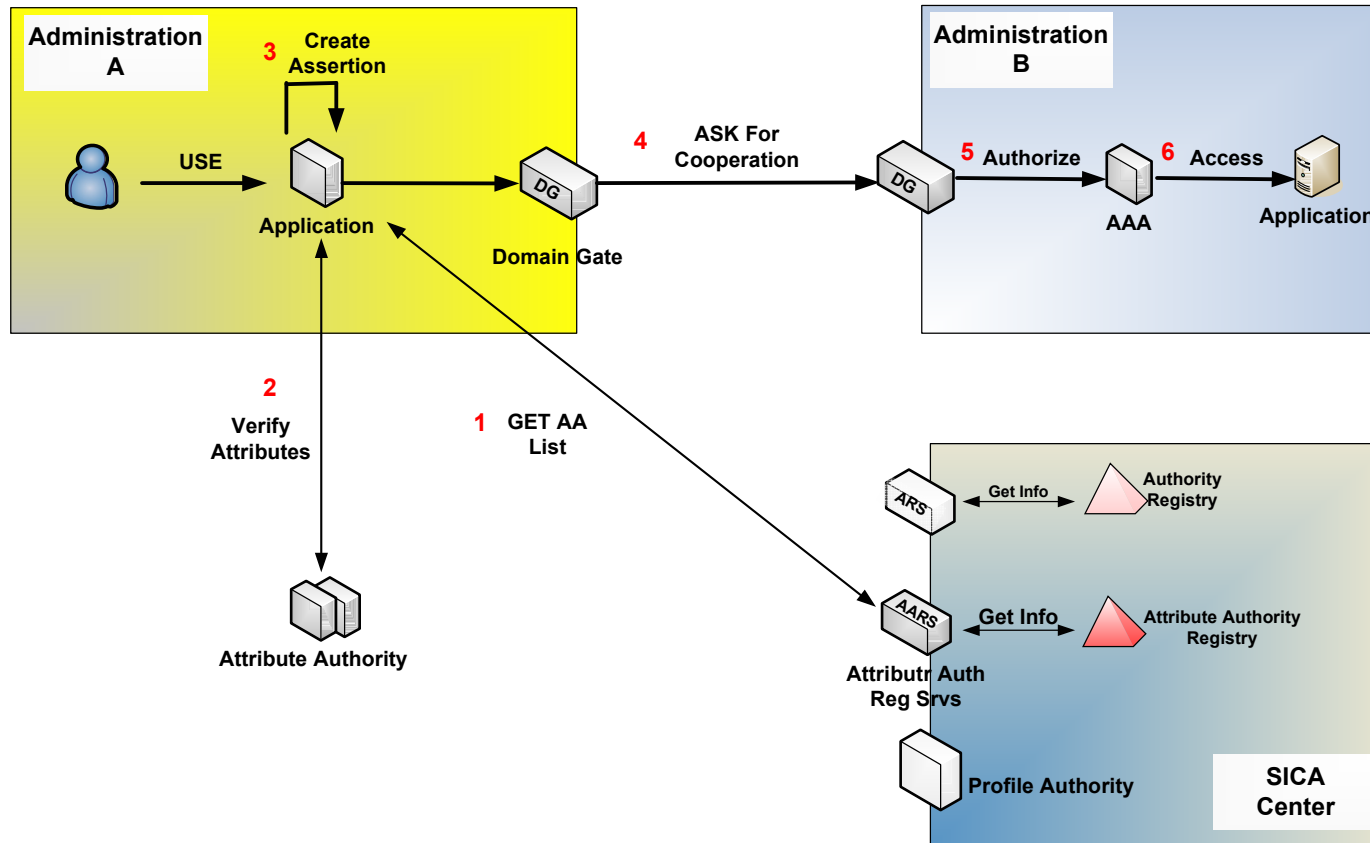 Administration
A
3
Create
Assertion
USE
Application
DG
Domain Gate
4
ASK For
Cooperation
Administration
B
DG
5
Authorize
AAA
6
Access
Application
2
Verify
Attributes
1
GET AA
List
Attribute Authority
ARS
Get Info
Authority
Registry
AARS
Get Info
Attribute Authority
Registry
Attributr Auth
Reg Srvs
Profile Authority
SICA
Center